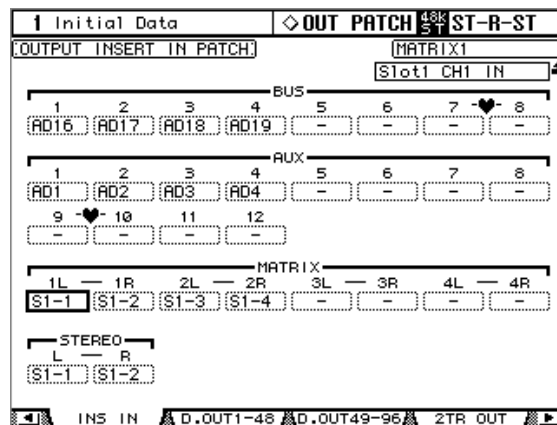 1 Initial Data ◇OUT PATCH 48K ST ST-R-ST
OUTPUT INSERT IN PATCH MATRIX1
Slot1 CH1 IN
BUS
1 2 3 4 5 6 7 -♥- 8
AD16 AD17 AD18 AD19 - - - -
AUX
1 2 3 4 5 6 7 8
AD1 AD2 AD3 AD4 - - - -
9 -♥- 10 11 12
- - - -
MATRIX
1L — 1R 2L — 2R 3L — 3R 4L — 4R
S1-1 S1-2 S1-3 S1-4 - - - -
STEREO
L — R
S1-1 S1-2
INS IN D.OUT1-48 D.OUT49-96 2TR OUT